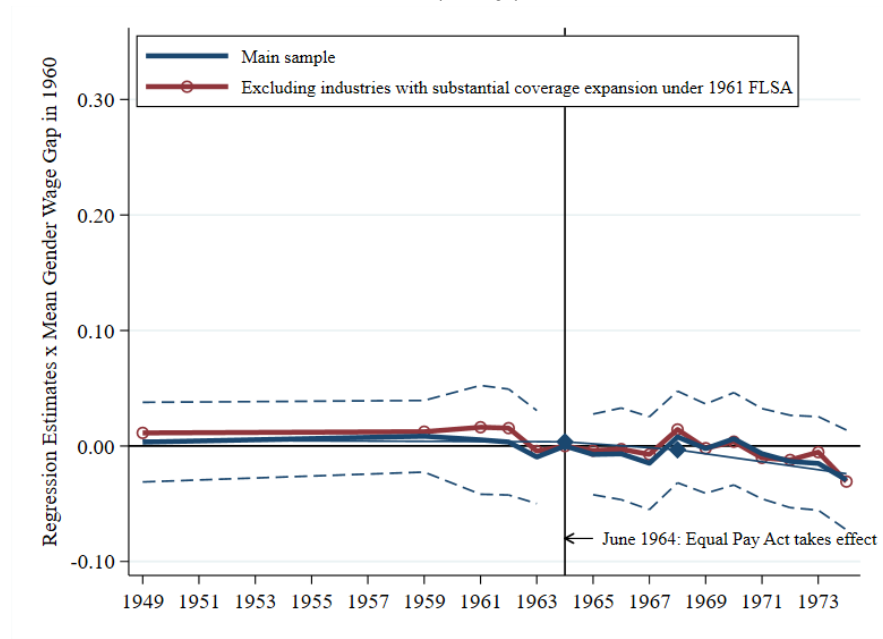 Main sample
Excluding industries with substantial coverage expansion under 1961 FLSA
Regression Estimates x Mean Gender Wage Gap in 1960
0.30
0.20
0.10
0.00
-0.10
June 1964: Equal Pay Act takes effect
1949 1951 1953 1955 1957 1959 1961 1963 1965 1967 1969 1971 1973